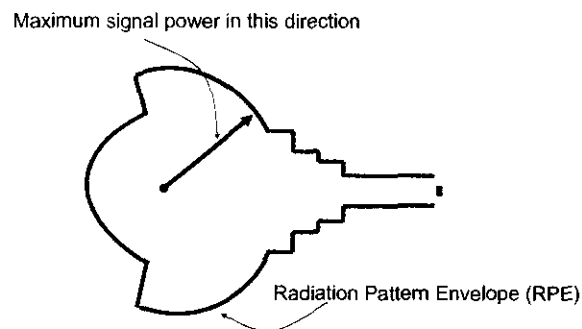 Maximum signal power in this direction
Radiation Pattern Envelope (RPE)